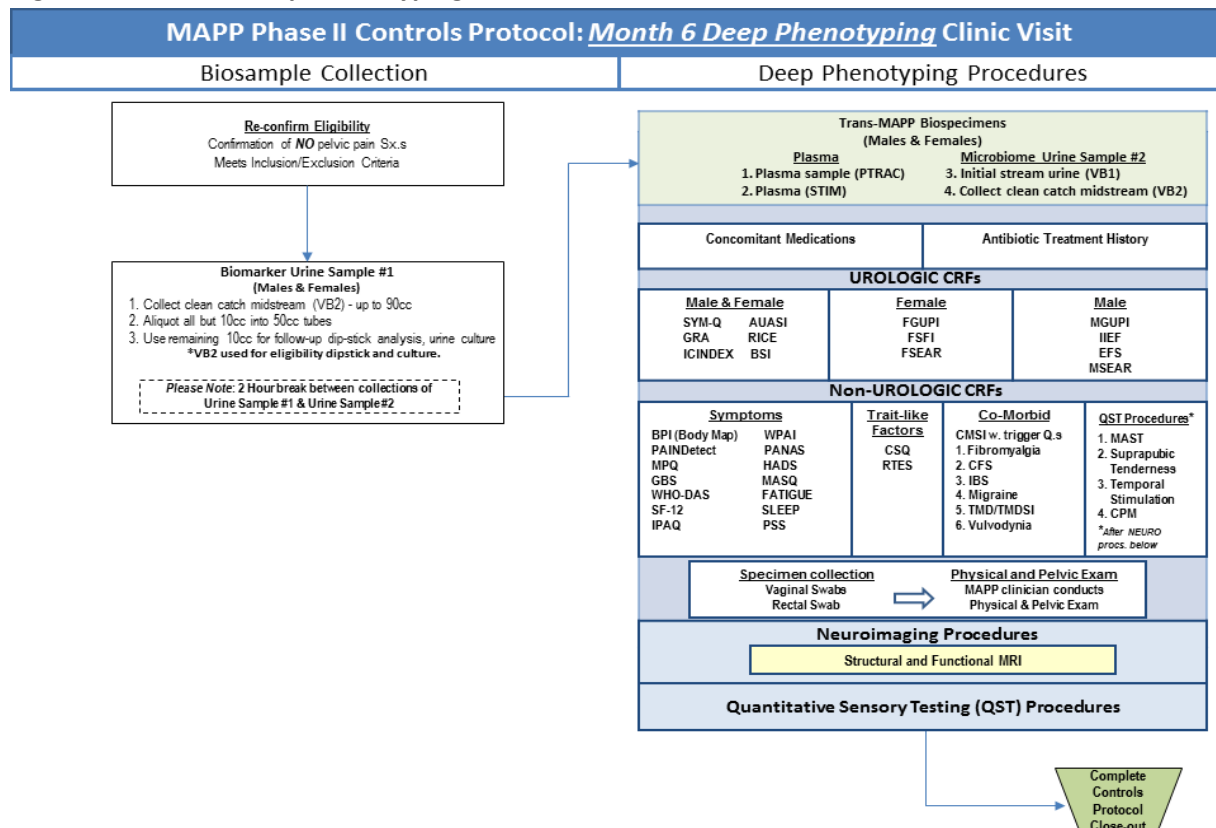 MAPP Phase II Controls Protocol: Month 6 Deep Phenotyping Clinic Visit
Biosample Collection
Deep Phenotyping Procedures
Re-confirm Eligibility
Confirmation of NO pelvic pain Sx.s
Meets Inclusion/Exclusion Criteria
Biomarker Urine Sample #1
(Males & Females)
1. Collect clean catch midstream (VB2) - up to 90cc
2. Aliquot all but 10cc into 50cc tubes
3. Use remaining 10cc for follow-up dip-stick analysis, urine culture
*VB2 used for eligibility dipstick and culture.
Please Note: 2 Hour break between collections of
Urine Sample #1 & Urine Sample #2
Trans-MAPP Biospecimens
(Males & Females)
Plasma
1. Plasma sample (PTRAC)
2. Plasma (STIM)
Microbiome Urine Sample #2
3. Initial stream urine (VB1)
4. Collect clean catch midstream (VB2)
Concomitant Medications
Antibiotic Treatment History
UROLOGIC CRFs
Male & Female
SYM-Q AUASI
GRA RICE
ICINDEX BSI
Female
FGUPI
FSFI
FSEAR
Male
MGUPI
IIEF
EFS
MSEAR
Non-UROLOGIC CRFs
Symptoms
BPI (Body Map) WPAI
PAINDetect PANAS
MPQ HADS
GBS MASQ
WHO-DAS FATIGUE
SF-12 SLEEP
IPAQ PSS
Trait-like
Factors
CSQ
RTES
Co-Morbid
CMSI w. trigger Q.s
1. Fibromyalgia
2. CFS
3. IBS
4. Migraine
5. TMD/TMDSI
6. Vulvodynia
QST Procedures*
1. MAST
2. Suprapubic
Tenderness
3. Temporal
Stimulation
4. CPM
*After NEURO
procs. below
Specimen collection
Vaginal Swabs
Rectal Swab
Physical and Pelvic Exam
MAPP clinician conducts
Physical & Pelvic Exam
Neuroimaging Procedures
Structural and Functional MRI
Quantitative Sensory Testing (QST) Procedures
Complete
Controls
Protocol
Close-out